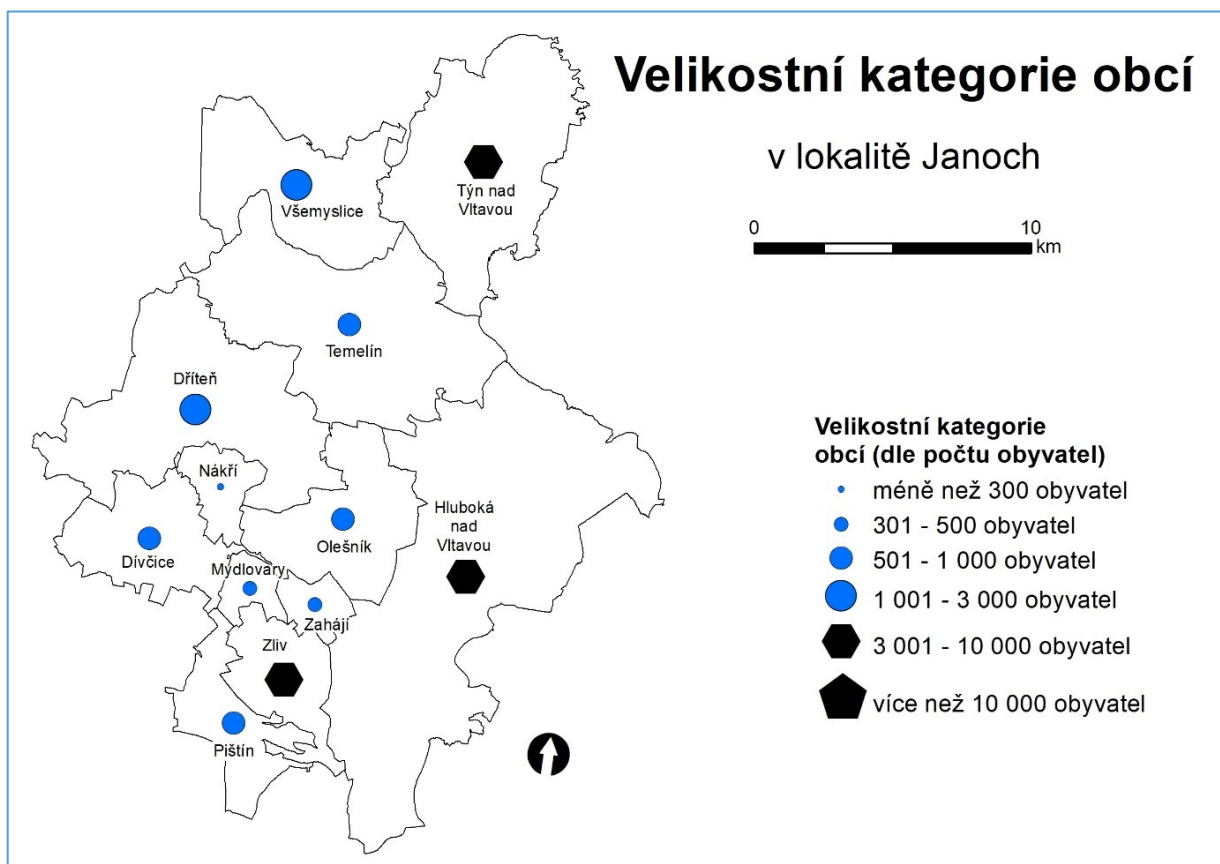 Velikostní kategorie obcí
v lokalitě Janoch
0
10
km
Týn nad
Vltavou
Všemyslice
Temelín
Dříteň
Nákří
Hluboká
nad
Vltavou
Olešník
Dívčice
Mydlovary
Zahájí
Zliv
Pištín
Velikostní kategorie
obcí (dle počtu obyvatel)
méně než 300 obyvatel
301 - 500 obyvatel
501 - 1 000 obyvatel
1 001 - 3 000 obyvatel
3 001 - 10 000 obyvatel
více než 10 000 obyvatel